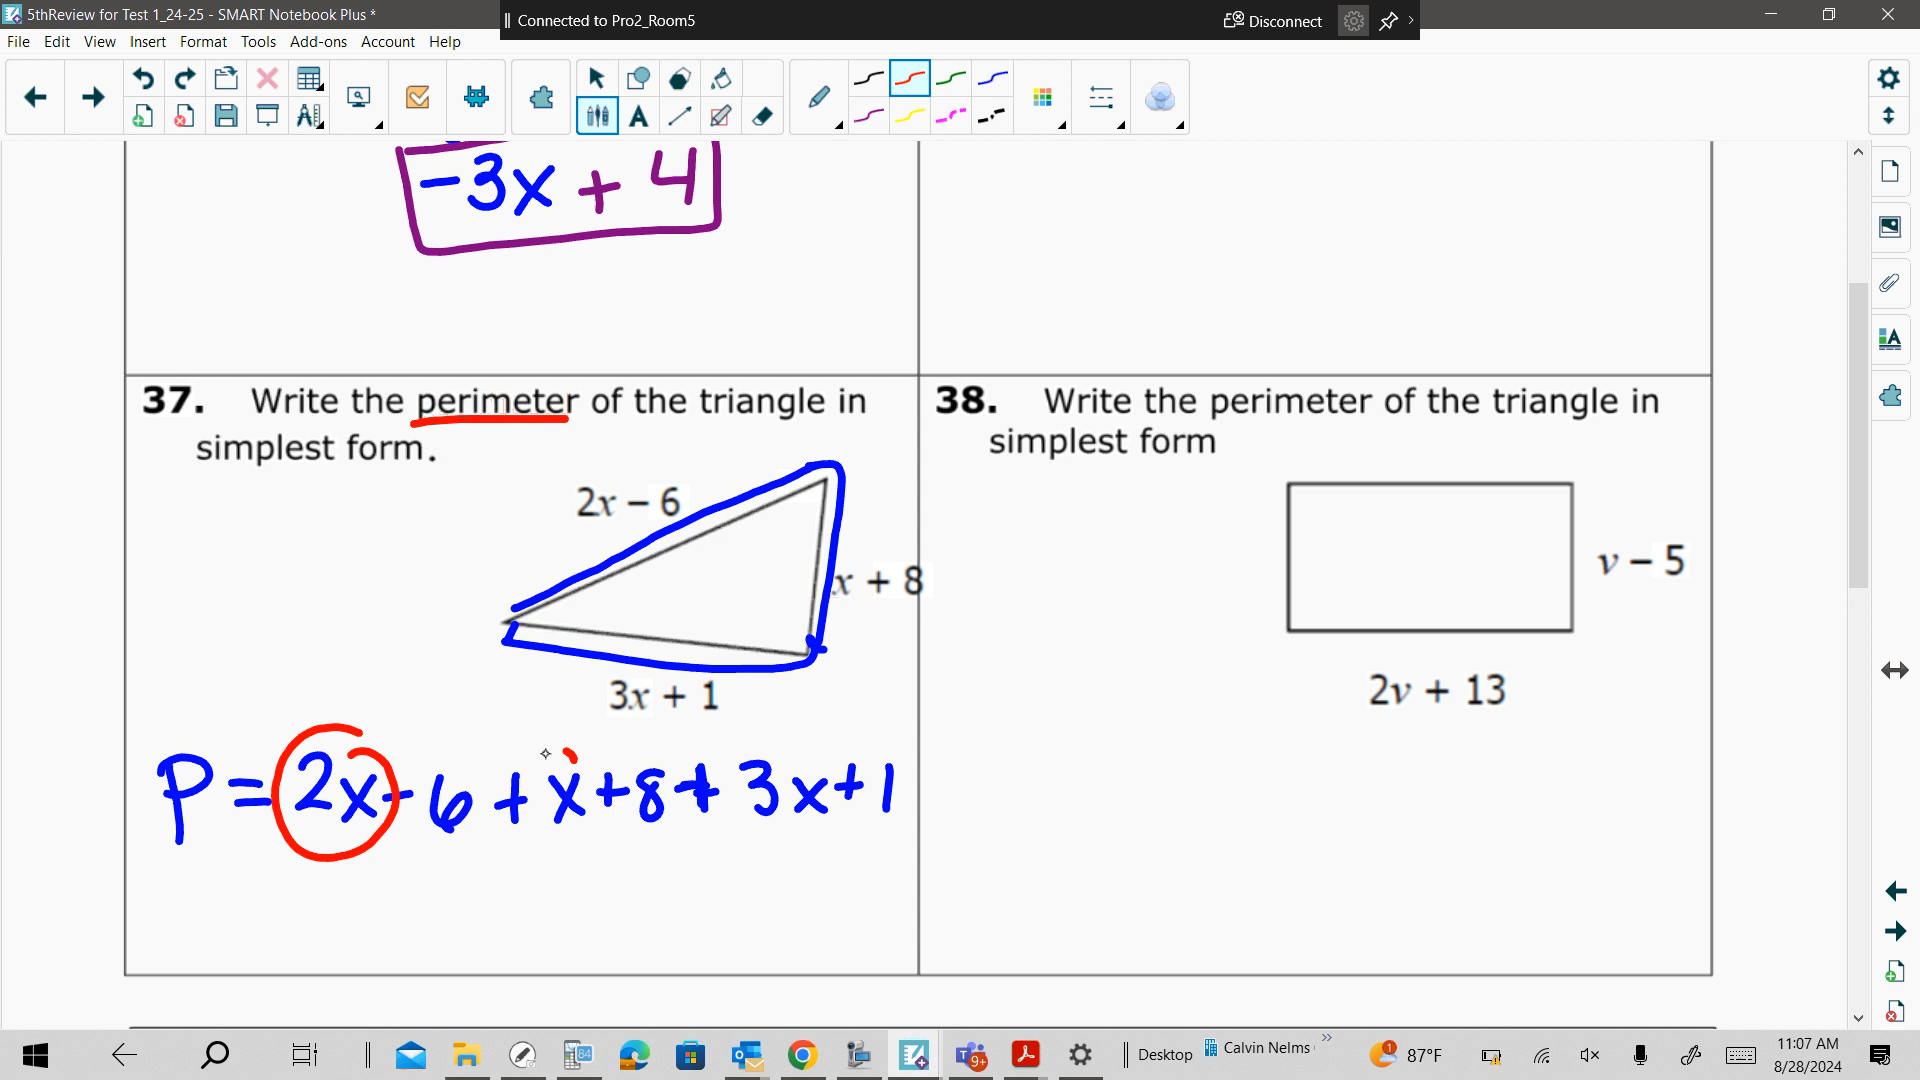 5thReview for Test 1_24-25 - SMART Notebook Plus *
Connected to Pro2_Room5
Disconnect
File Edit View Insert Format Tools Add-ons Account Help
-3x + 4
37. Write the perimeter of the triangle in
simplest form.
2x – 6
x + 8
3x + 1
P = 2x - 6 + x + 8 + 3x + 1
38. Write the perimeter of the triangle in
simplest form
v – 5
2v + 13
Desktop
Calvin Nelms
87°F
11:07 AM
8/28/2024